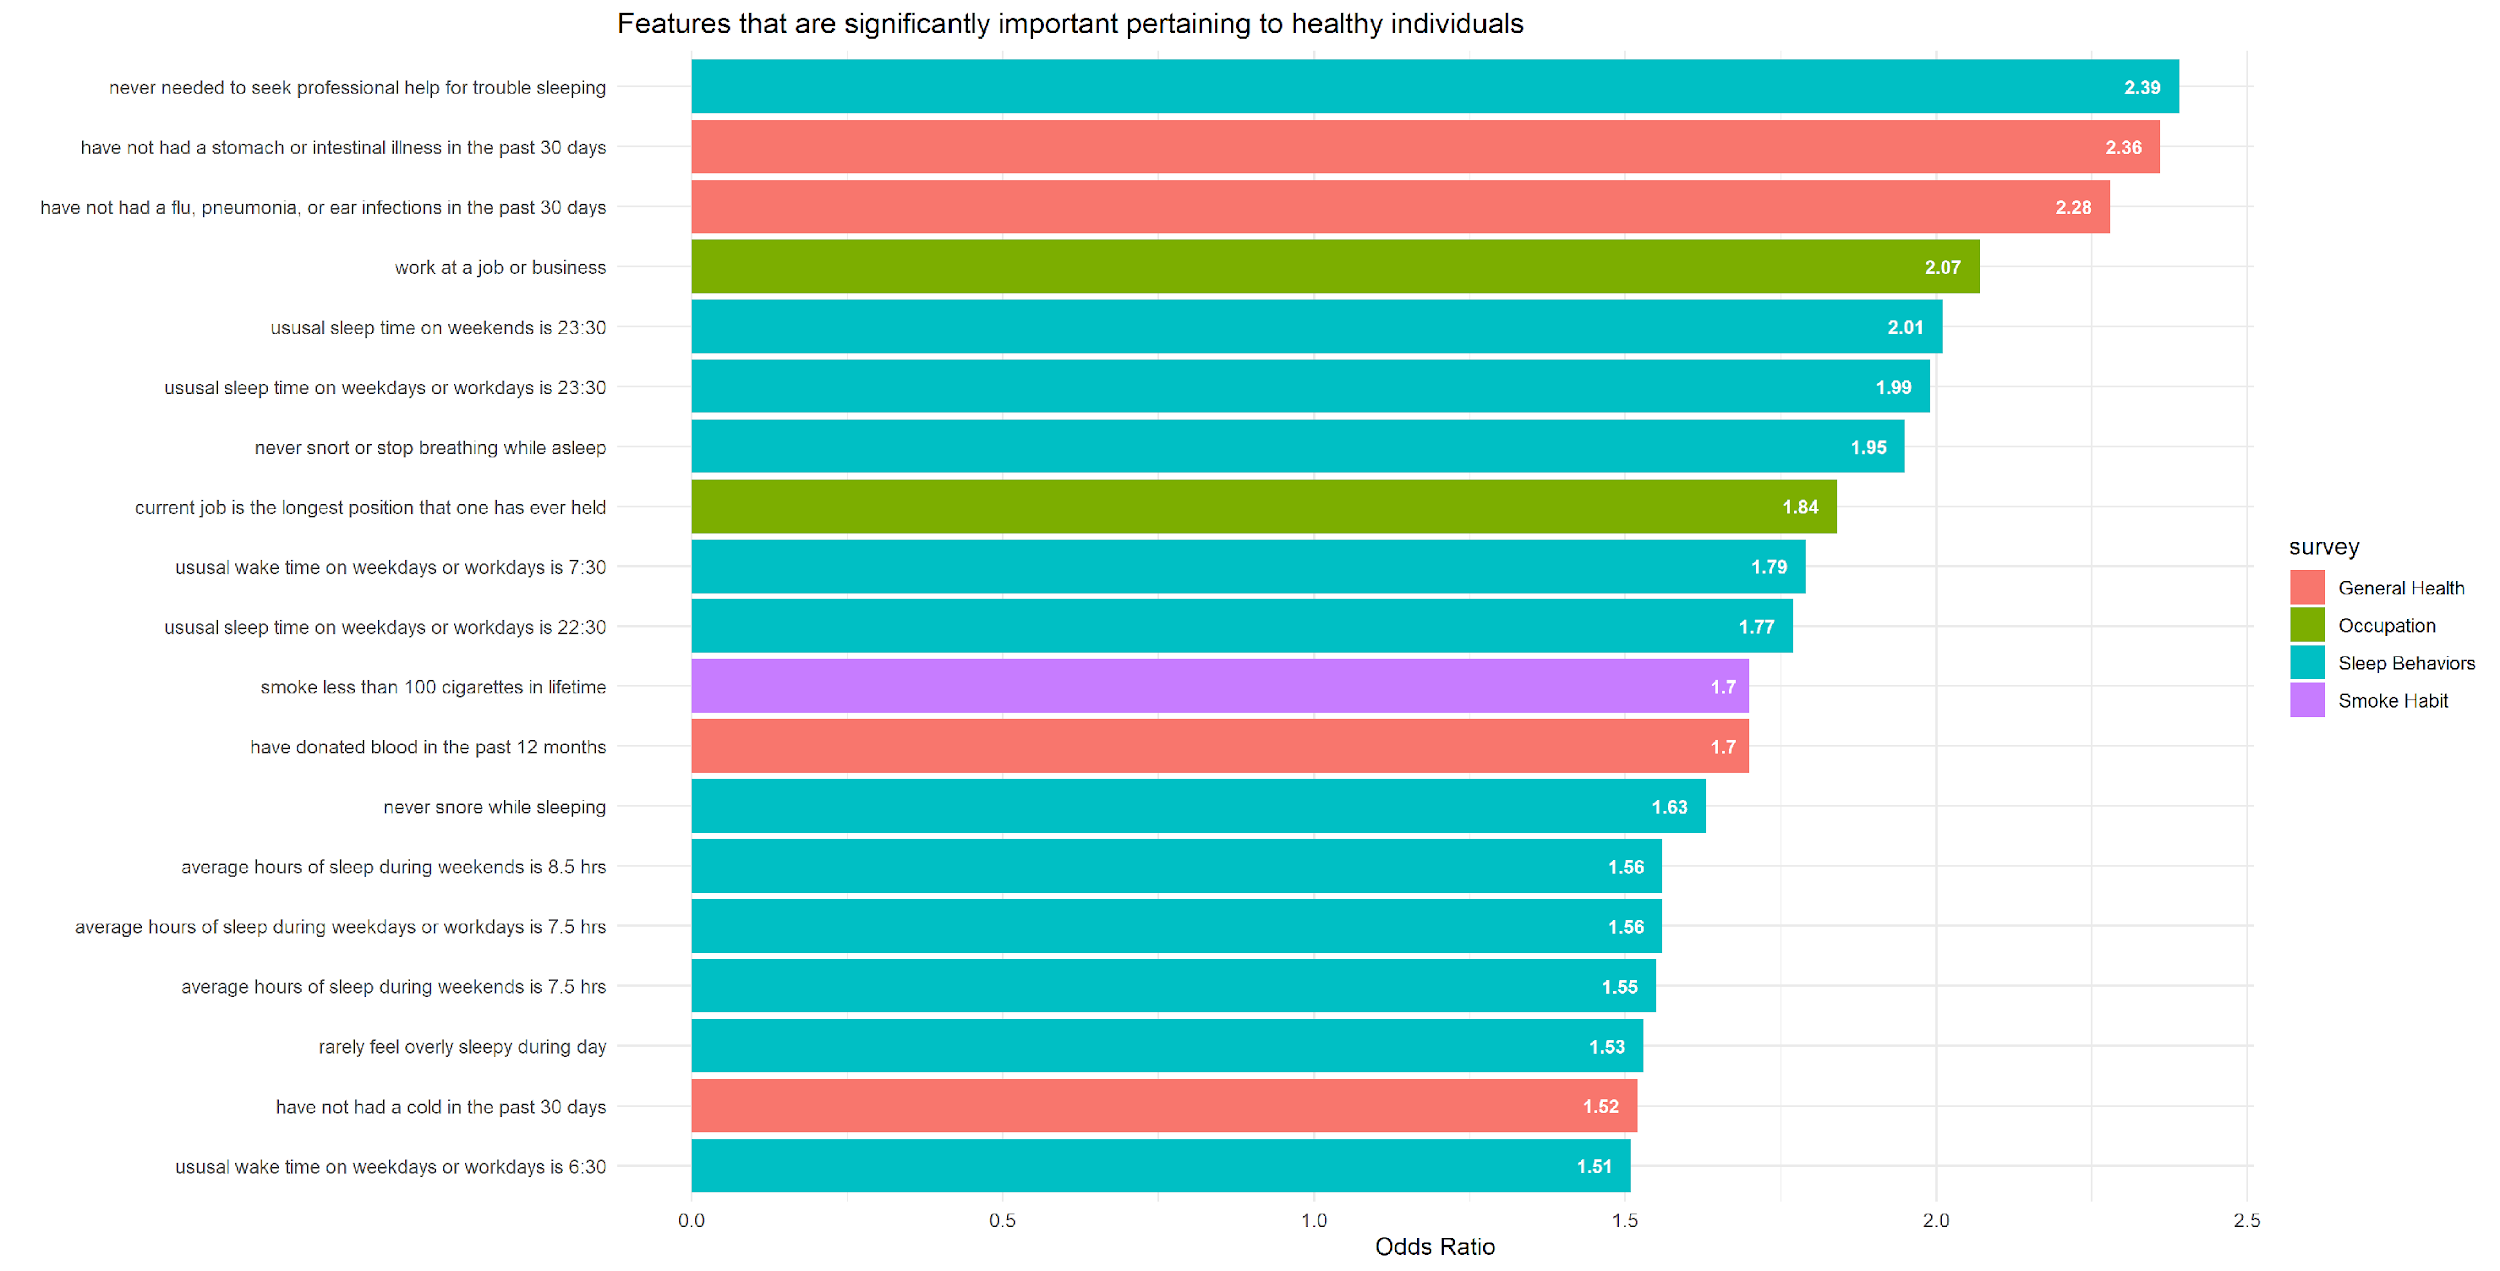 Features that are significantly important pertaining to healthy individuals
never needed to seek professional help for trouble sleeping 2.39
have not had a stomach or intestinal illness in the past 30 days 2.36
have not had a flu, pneumonia, or ear infections in the past 30 days 2.28
work at a job or business 2.07
ususal sleep time on weekends is 23:30 2.01
ususal sleep time on weekdays or workdays is 23:30 1.99
never snort or stop breathing while asleep 1.95
current job is the longest position that one has ever held 1.84
ususal wake time on weekdays or workdays is 7:30 1.79
ususal sleep time on weekdays or workdays is 22:30 1.77
smoke less than 100 cigarettes in lifetime 1.7
have donated blood in the past 12 months 1.7
never snore while sleeping 1.63
average hours of sleep during weekends is 8.5 hrs 1.56
average hours of sleep during weekdays or workdays is 7.5 hrs 1.56
average hours of sleep during weekends is 7.5 hrs 1.55
rarely feel overly sleepy during day 1.53
have not had a cold in the past 30 days 1.52
ususal wake time on weekdays or workdays is 6:30 1.51
0.0 0.5 1.0 1.5 2.0 2.5
Odds Ratio
survey
General Health
Occupation
Sleep Behaviors
Smoke Habit